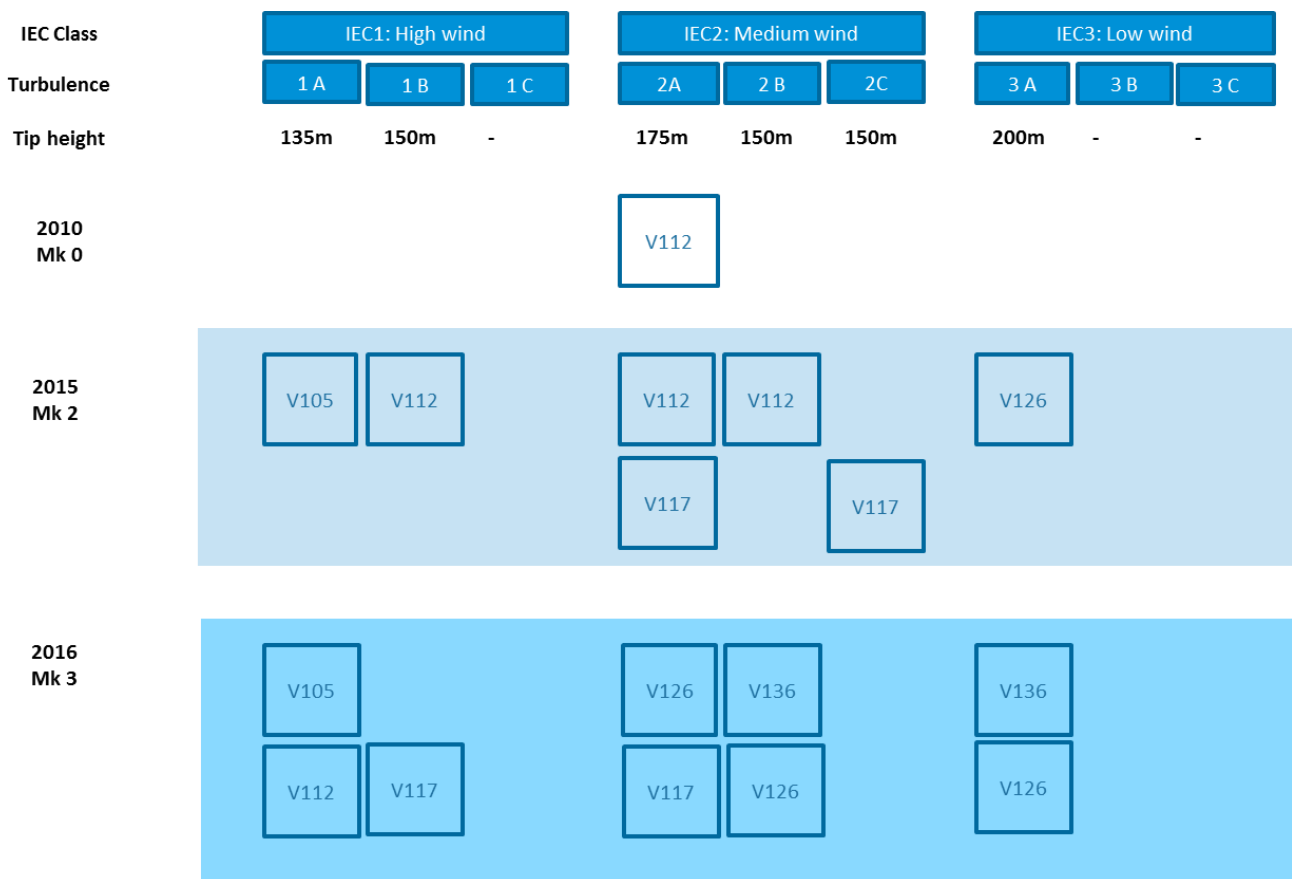 IEC Class IEC1: High wind IEC2: Medium wind IEC3: Low wind
Turbulence 1 A 1 B 1 C 2A 2 B 2C 3 A 3 B 3 C
Tip height 135m 150m - 175m 150m 150m 200m - -
2010
Mk 0
V112
2015
Mk 2
V105 V112 V112 V112 V126
V117 V117
2016
Mk 3
V105 V126 V136 V136
V112 V117 V117 V126 V126